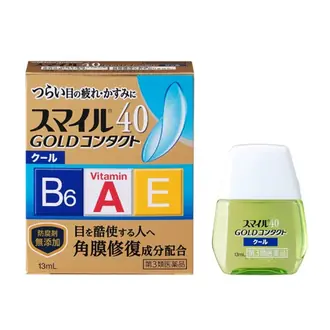 つらい目の疲れ・かすみに
スマイル40
GOLDコンタクト
クール
Vitamin
B6 A E
防腐剤
無添加
目を酷使する人へ
角膜修復成分配合
13mL
第3類医薬品
スマイル40
GOLDコンタクト
クール
第3類医薬品
13mL